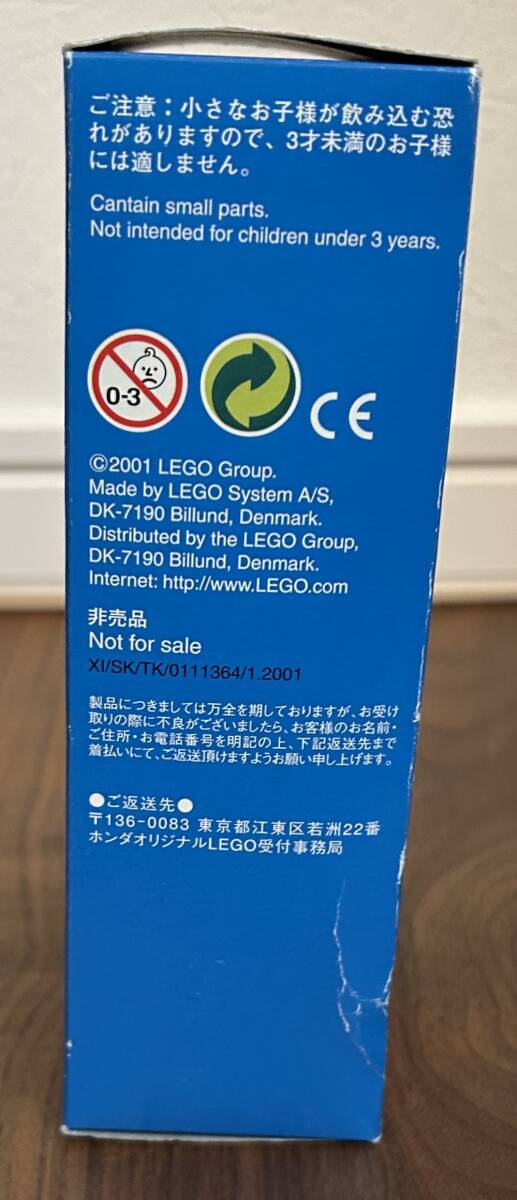 ご注意：小さなお子様が飲み込む恐
れがありますので、3才未満のお子様
には適しません。
Cantain small parts.
Not intended for children under 3 years.
0-3
CE
©2001 LEGO Group.
Made by LEGO System A/S,
DK-7190 Billund, Denmark.
Distributed by the LEGO Group,
DK-7190 Billund, Denmark.
Internet: http://www.LEGO.com
非売品
Not for sale
XI/SK/TK/0111364/1.2001
製品につきましては万全を期しておりますが、お受け
取りの際に不良がございましたら、お客様のお名前・
ご住所・お電話番号を明記の上、下記返送先まで
着払いにて、ご返送頂けますようお願い申し上げます。
●ご返送先●
〒136-0083 東京都江東区若洲22番
ホンダオリジナルLEGO受付事務局